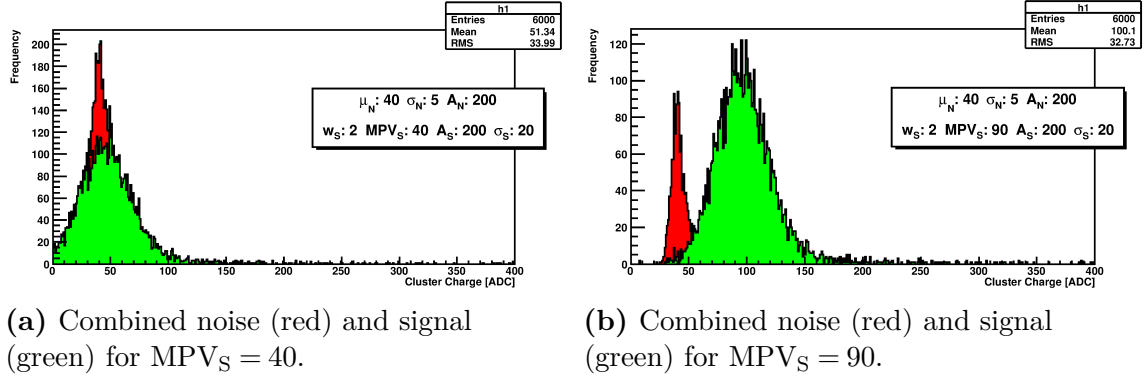 h1
Entries 6000
Mean 51.34
RMS 33.99
Frequency
200
180
160
140
120
100
80
60
40
20
0
μN: 40 σN: 5 AN: 200
wS: 2 MPVS: 40 AS: 200 σS: 20
0 50 100 150 200 250 300 350 400
Cluster Charge [ADC]
h1
Entries 6000
Mean 100.1
RMS 32.73
Frequency
120
100
80
60
40
20
0
μN: 40 σN: 5 AN: 200
wS: 2 MPVS: 90 AS: 200 σS: 20
0 50 100 150 200 250 300 350 400
Cluster Charge [ADC]
(a) Combined noise (red) and signal
(green) for MPVS = 40.
(b) Combined noise (red) and signal
(green) for MPVS = 90.